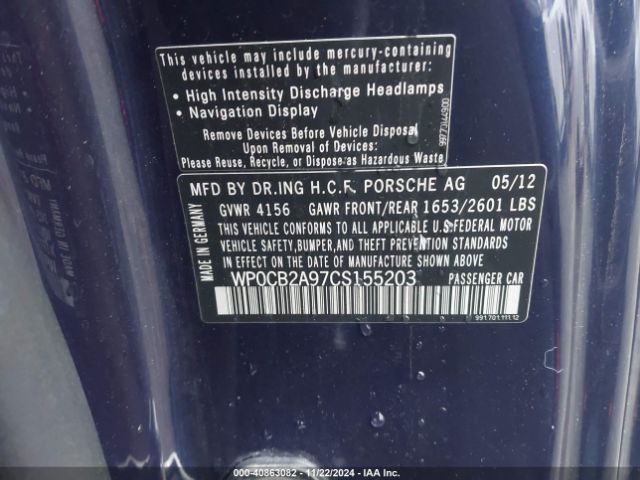 This vehicle may include mercury-containing
devices installed by the manufacturer:
• High Intensity Discharge Headlamps
• Navigation Display
Remove Devices Before Vehicle Disposal
Upon Removal of Devices:
Please Reuse, Recycle, or Dispose as Hazardous Waste
MFD BY DR.ING H.C.F. PORSCHE AG 05/12
GVWR 4156 GAWR FRONT/REAR 1653/2601 LBS
THIS VEHICLE CONFORMS TO ALL APPLICABLE U.S.FEDERAL MOTOR
VEHICLE SAFETY,BUMPER,AND THEFT PREVENTION STANDARDS
IN EFFECT ON THE DATE OF MANUFACTURE SHOWN ABOVE
WP0CB2A97CS155203 PASSENGER CAR
MADE IN GERMANY
991.701.111.12
000-40863082 - 11/22/2024 - IAA Inc.